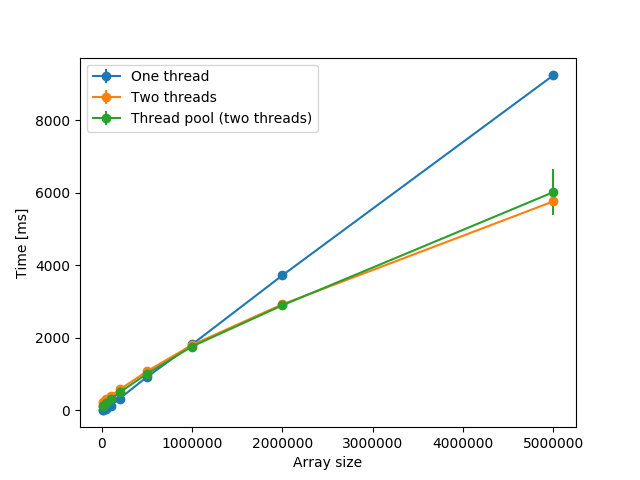 One thread
Two threads
Thread pool (two threads)
8000
6000
4000
2000
0
Time [ms]
0 1000000 2000000 3000000 4000000 5000000
Array size